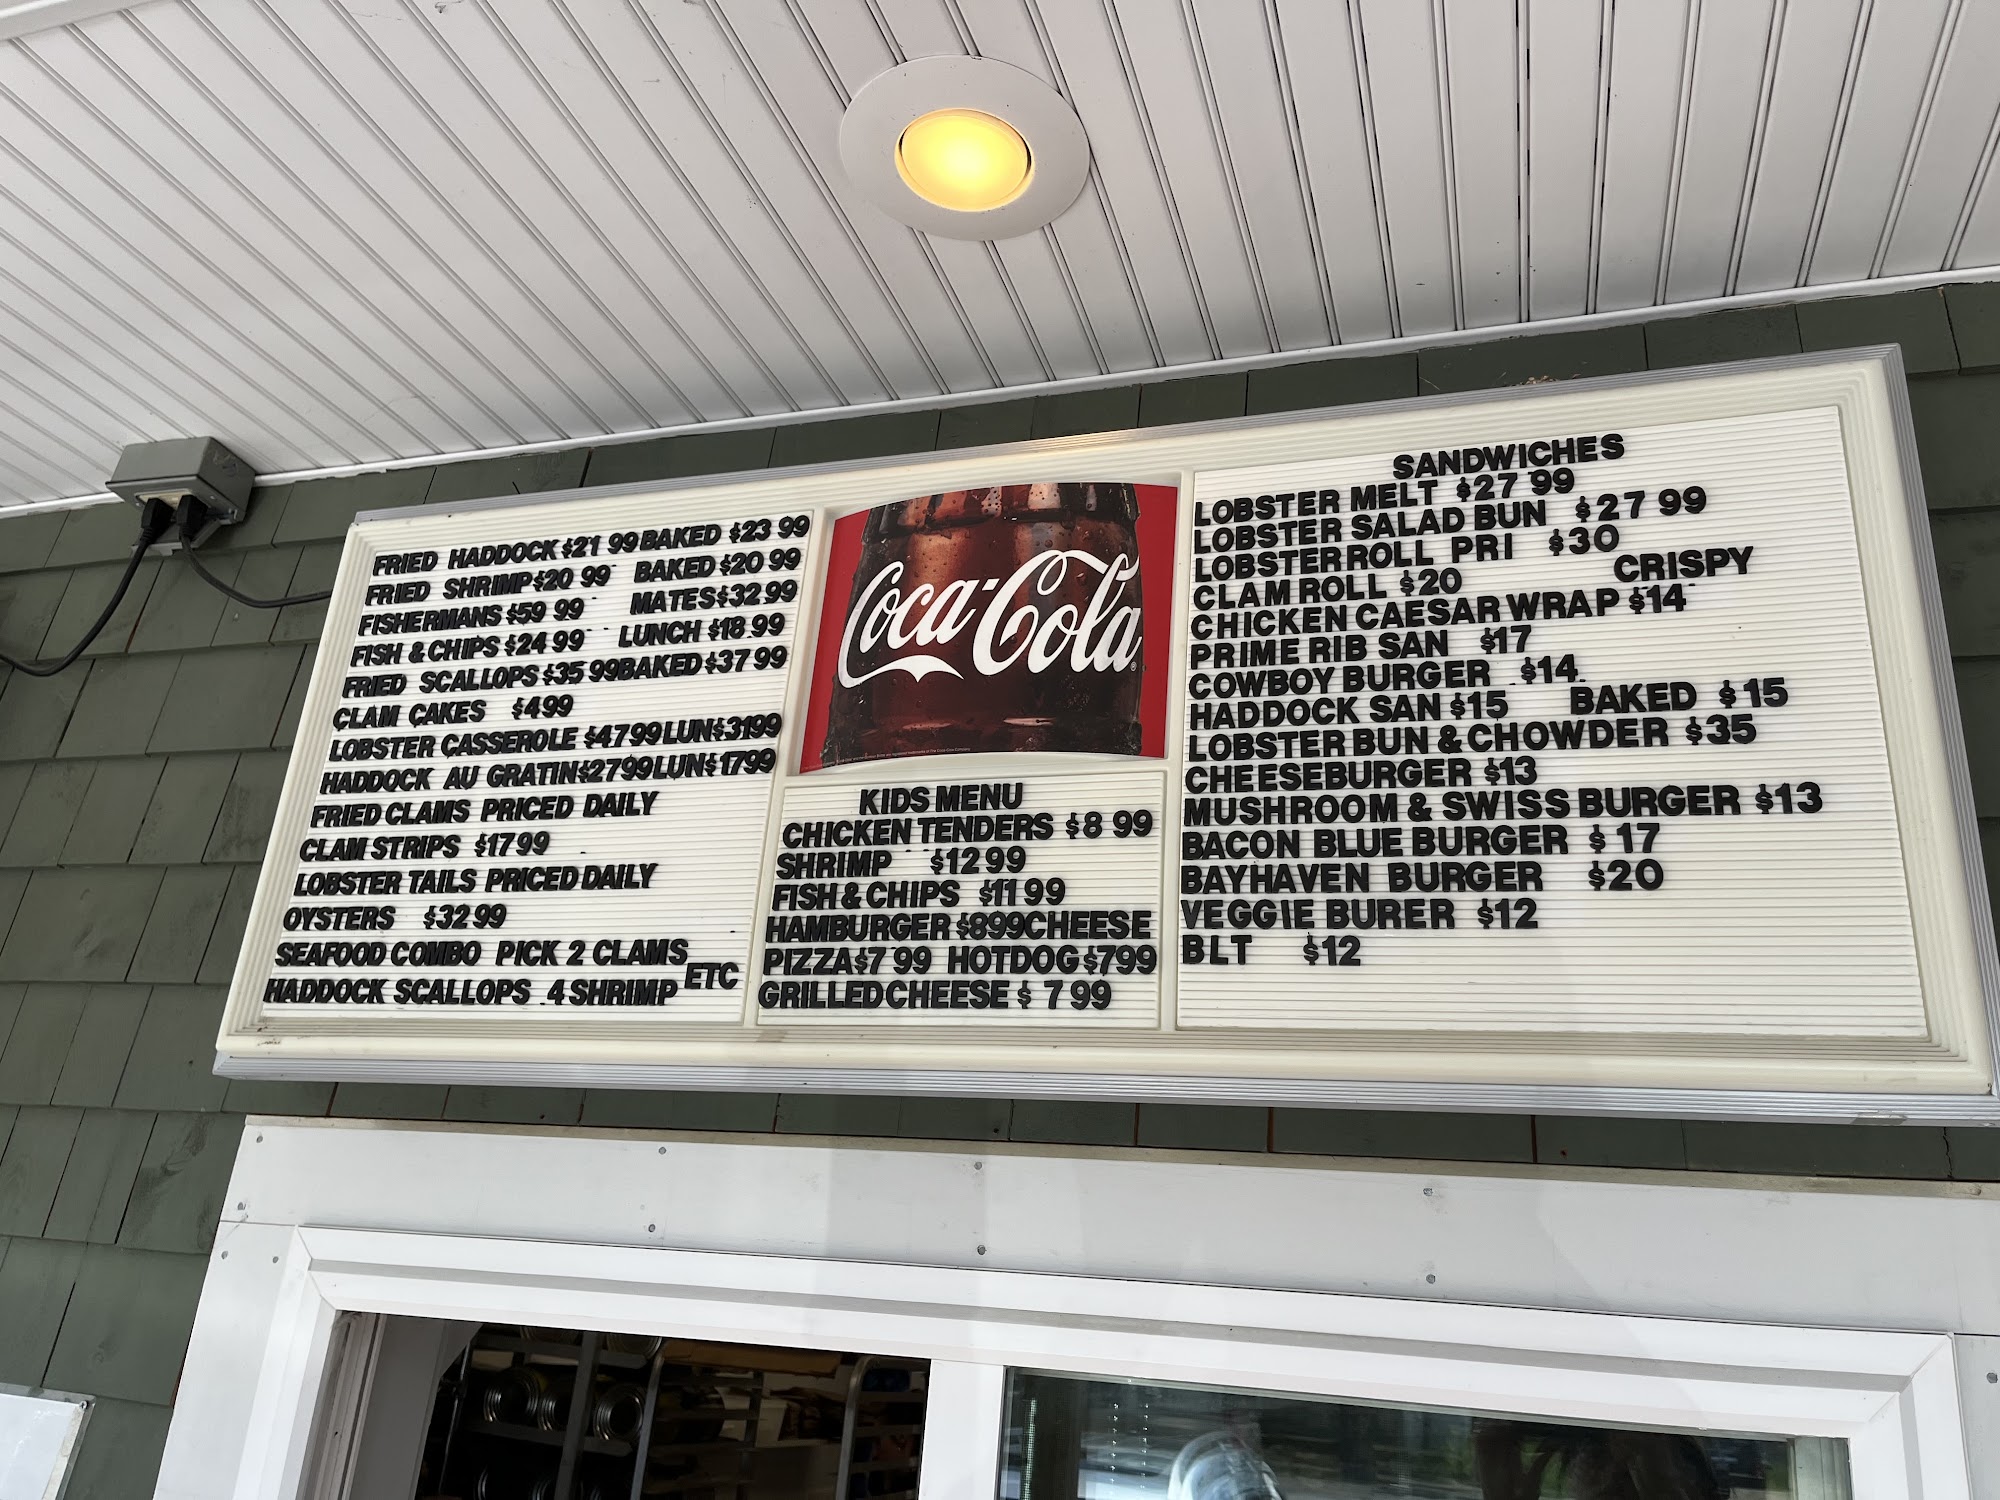 FRIED HADDOCK $21 99 BAKED $23 99
FRIED SHRIMP $20 99 BAKED $20 99
FISHERMANS $59 99 MATES $32 99
FISH & CHIPS $24 99 LUNCH $18 99
FRIED SCALLOPS $35 99 BAKED $37 99
CLAM CAKES $4 99
LOBSTER CASSEROLE $47 99 LUN $31 99
HADDOCK AU GRATIN $27 99 LUN $17 99
FRIED CLAMS PRICED DAILY
CLAM STRIPS $17 99
LOBSTER TAILS PRICED DAILY
OYSTERS $32 99
SEAFOOD COMBO PICK 2 CLAMS
HADDOCK SCALLOPS 4 SHRIMP ETC
Coca-Cola
KIDS MENU
CHICKEN TENDERS $8 99
SHRIMP $12 99
FISH & CHIPS $11 99
HAMBURGER $8 99 CHEESE
PIZZA $7 99 HOTDOG $7 99
GRILLED CHEESE $ 7 99
SANDWICHES
LOBSTER MELT $27 99
LOBSTER SALAD BUN $27 99
LOBSTER ROLL PRI $30
CLAM ROLL $20 CRISPY
CHICKEN CAESAR WRAP $14
PRIME RIB SAN $17
COWBOY BURGER $14
HADDOCK SAN $15 BAKED $15
LOBSTER BUN & CHOWDER $35
CHEESEBURGER $13
MUSHROOM & SWISS BURGER $13
BACON BLUE BURGER $17
BAYHAVEN BURGER $20
VEGGIE BURER $12
BLT $12